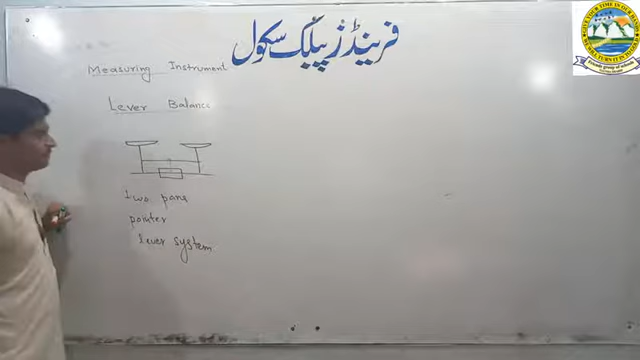 فرینڈز پبلک سکول
Measuring Instrument
Lever Balance
two pans
pointer
lever system